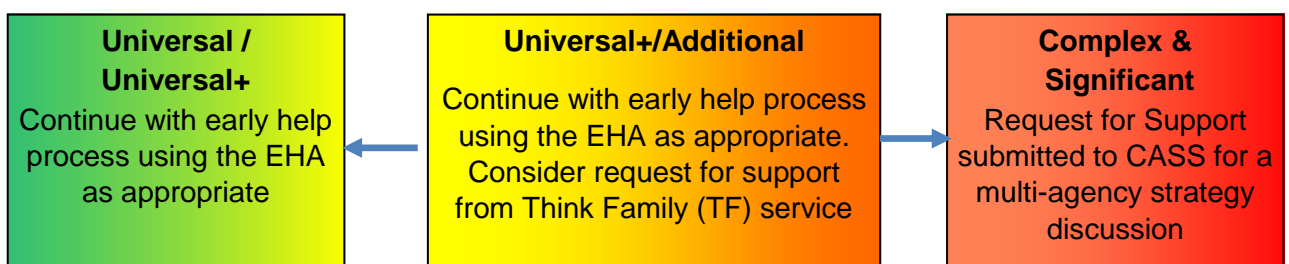 Universal /
Universal+
Continue with early help
process using the EHA
as appropriate
Universal+/Additional
Continue with early help process
using the EHA as appropriate.
Consider request for support
from Think Family (TF) service
Complex &
Significant
Request for Support
submitted to CASS for a
multi-agency strategy
discussion